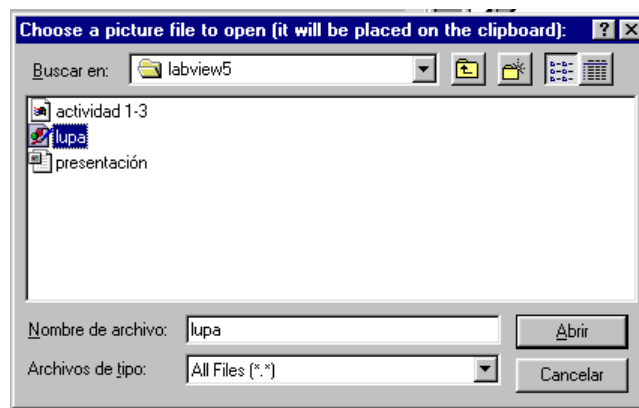 Choose a picture file to open (it will be placed on the clipboard):
Buscar en: labview5
actividad 1-3
lupa
presentación
Nombre de archivo: lupa Abrir
Archivos de tipo: All Files (*.*) Cancelar